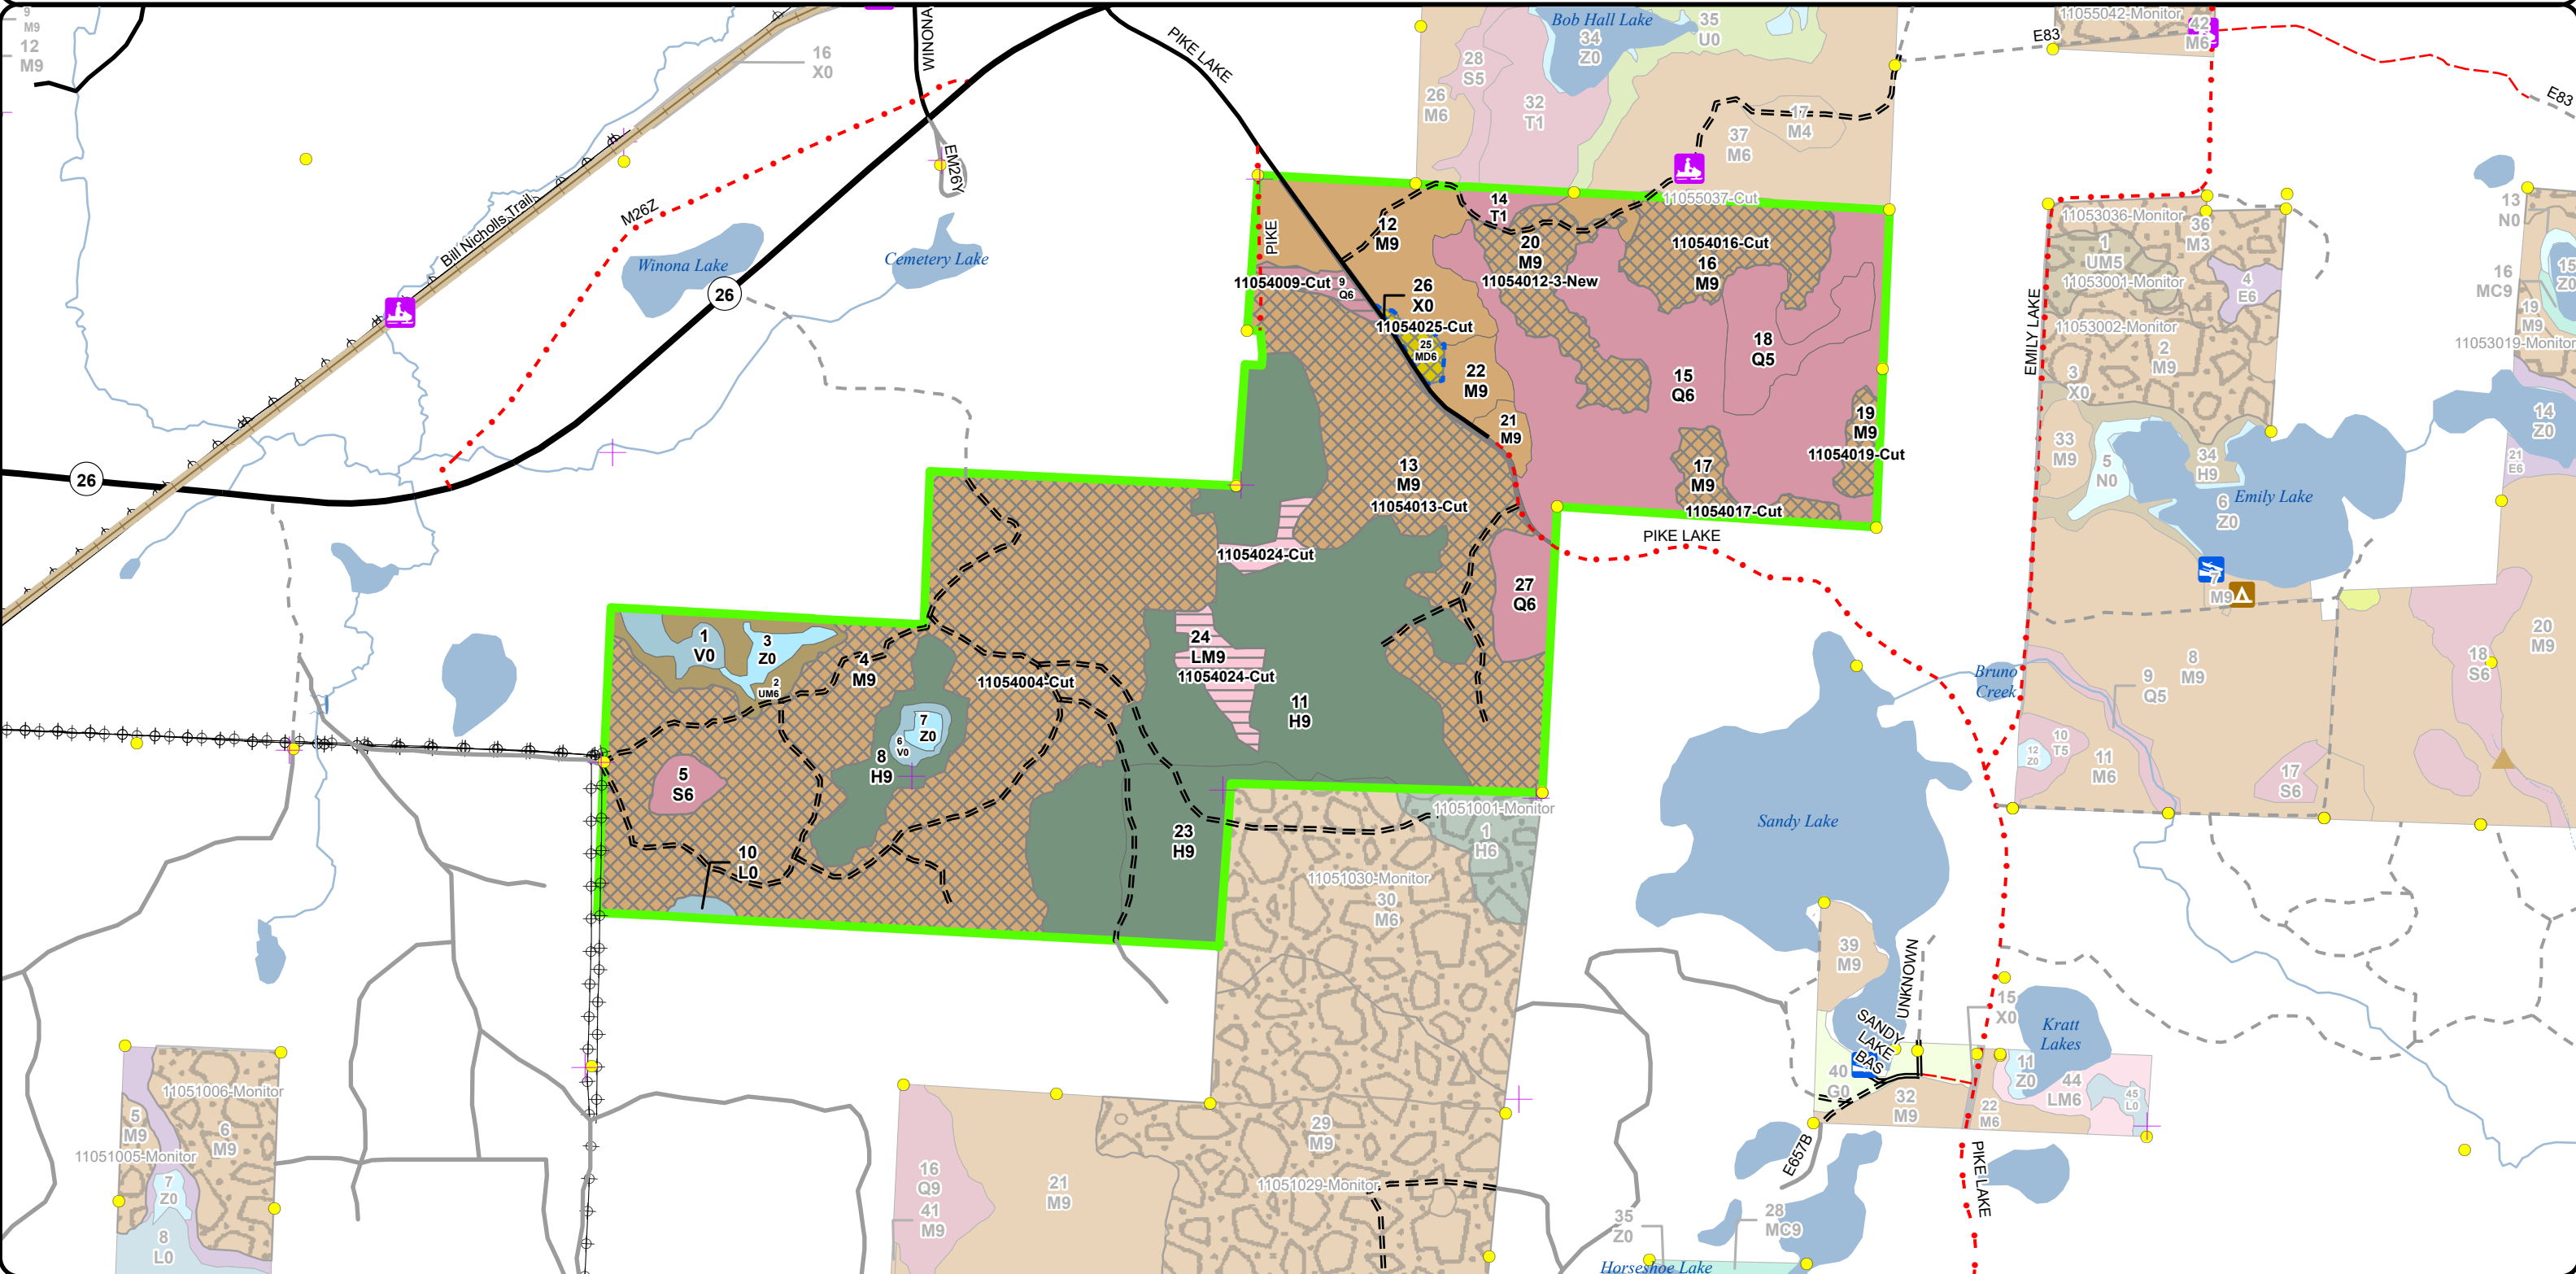 9
M9
12
M9
16
X0
WINONA
PIKE LAKE
Bob Hall Lake
34
Z0
35
U0
28
S5
26
M6
32
T1
17
M4
37
M6
11055042-Monitor
42
M6
E83
E83
EM26Y
M26Z
Bill Nicholls Trail
Winona Lake
Cemetery Lake
26
26
PIKE
12
M9
14
T1
11055037-Cut
20
M9
11054012-3-New
11054016-Cut
16
M9
11054009-Cut
9
Q6
26
X0
11054025-Cut
25
MD6
22
M9
21
M9
15
Q6
18
Q5
19
M9
11054019-Cut
17
M9
11054017-Cut
13
M9
11054013-Cut
PIKE LAKE
11054024-Cut
27
Q6
24
LM9
11054024-Cut
11
H9
1
V0
3
Z0
2
UM6
4
M9
11054004-Cut
7
Z0
6
V0
8
H9
5
S6
10
L0
23
H9
11051001-Monitor
1
H6
11051030-Monitor
30
M6
29
M9
11051029-Monitor
16
Q9
41
M9
21
M9
11051006-Monitor
5
M9
6
M9
11051005-Monitor
7
Z0
8
L0
EMILY LAKE
11053036-Monitor
36
M3
1
UM5
11053001-Monitor
4
E6
11053002-Monitor
2
M9
3
X0
33
M9
5
N0
34
H9
6
Z0
Emily Lake
7
M9
13
N0
15
Z0
16
MC9
19
M9
11053019-Monitor
14
Z0
21
E6
20
M9
18
S6
8
M9
9
Q5
10
T5
12
Z0
11
M6
17
S6
Bruno
Creek
Sandy Lake
39
M9
UNKNOWN
SANDY
LAKE
BAS
40
G0
32
M9
15
X0
Kratt
Lakes
11
Z0
44
LM6
45
L0
22
M6
E657B
PIKE LAKE
35
Z0
28
MC9
Horseshoe Lake